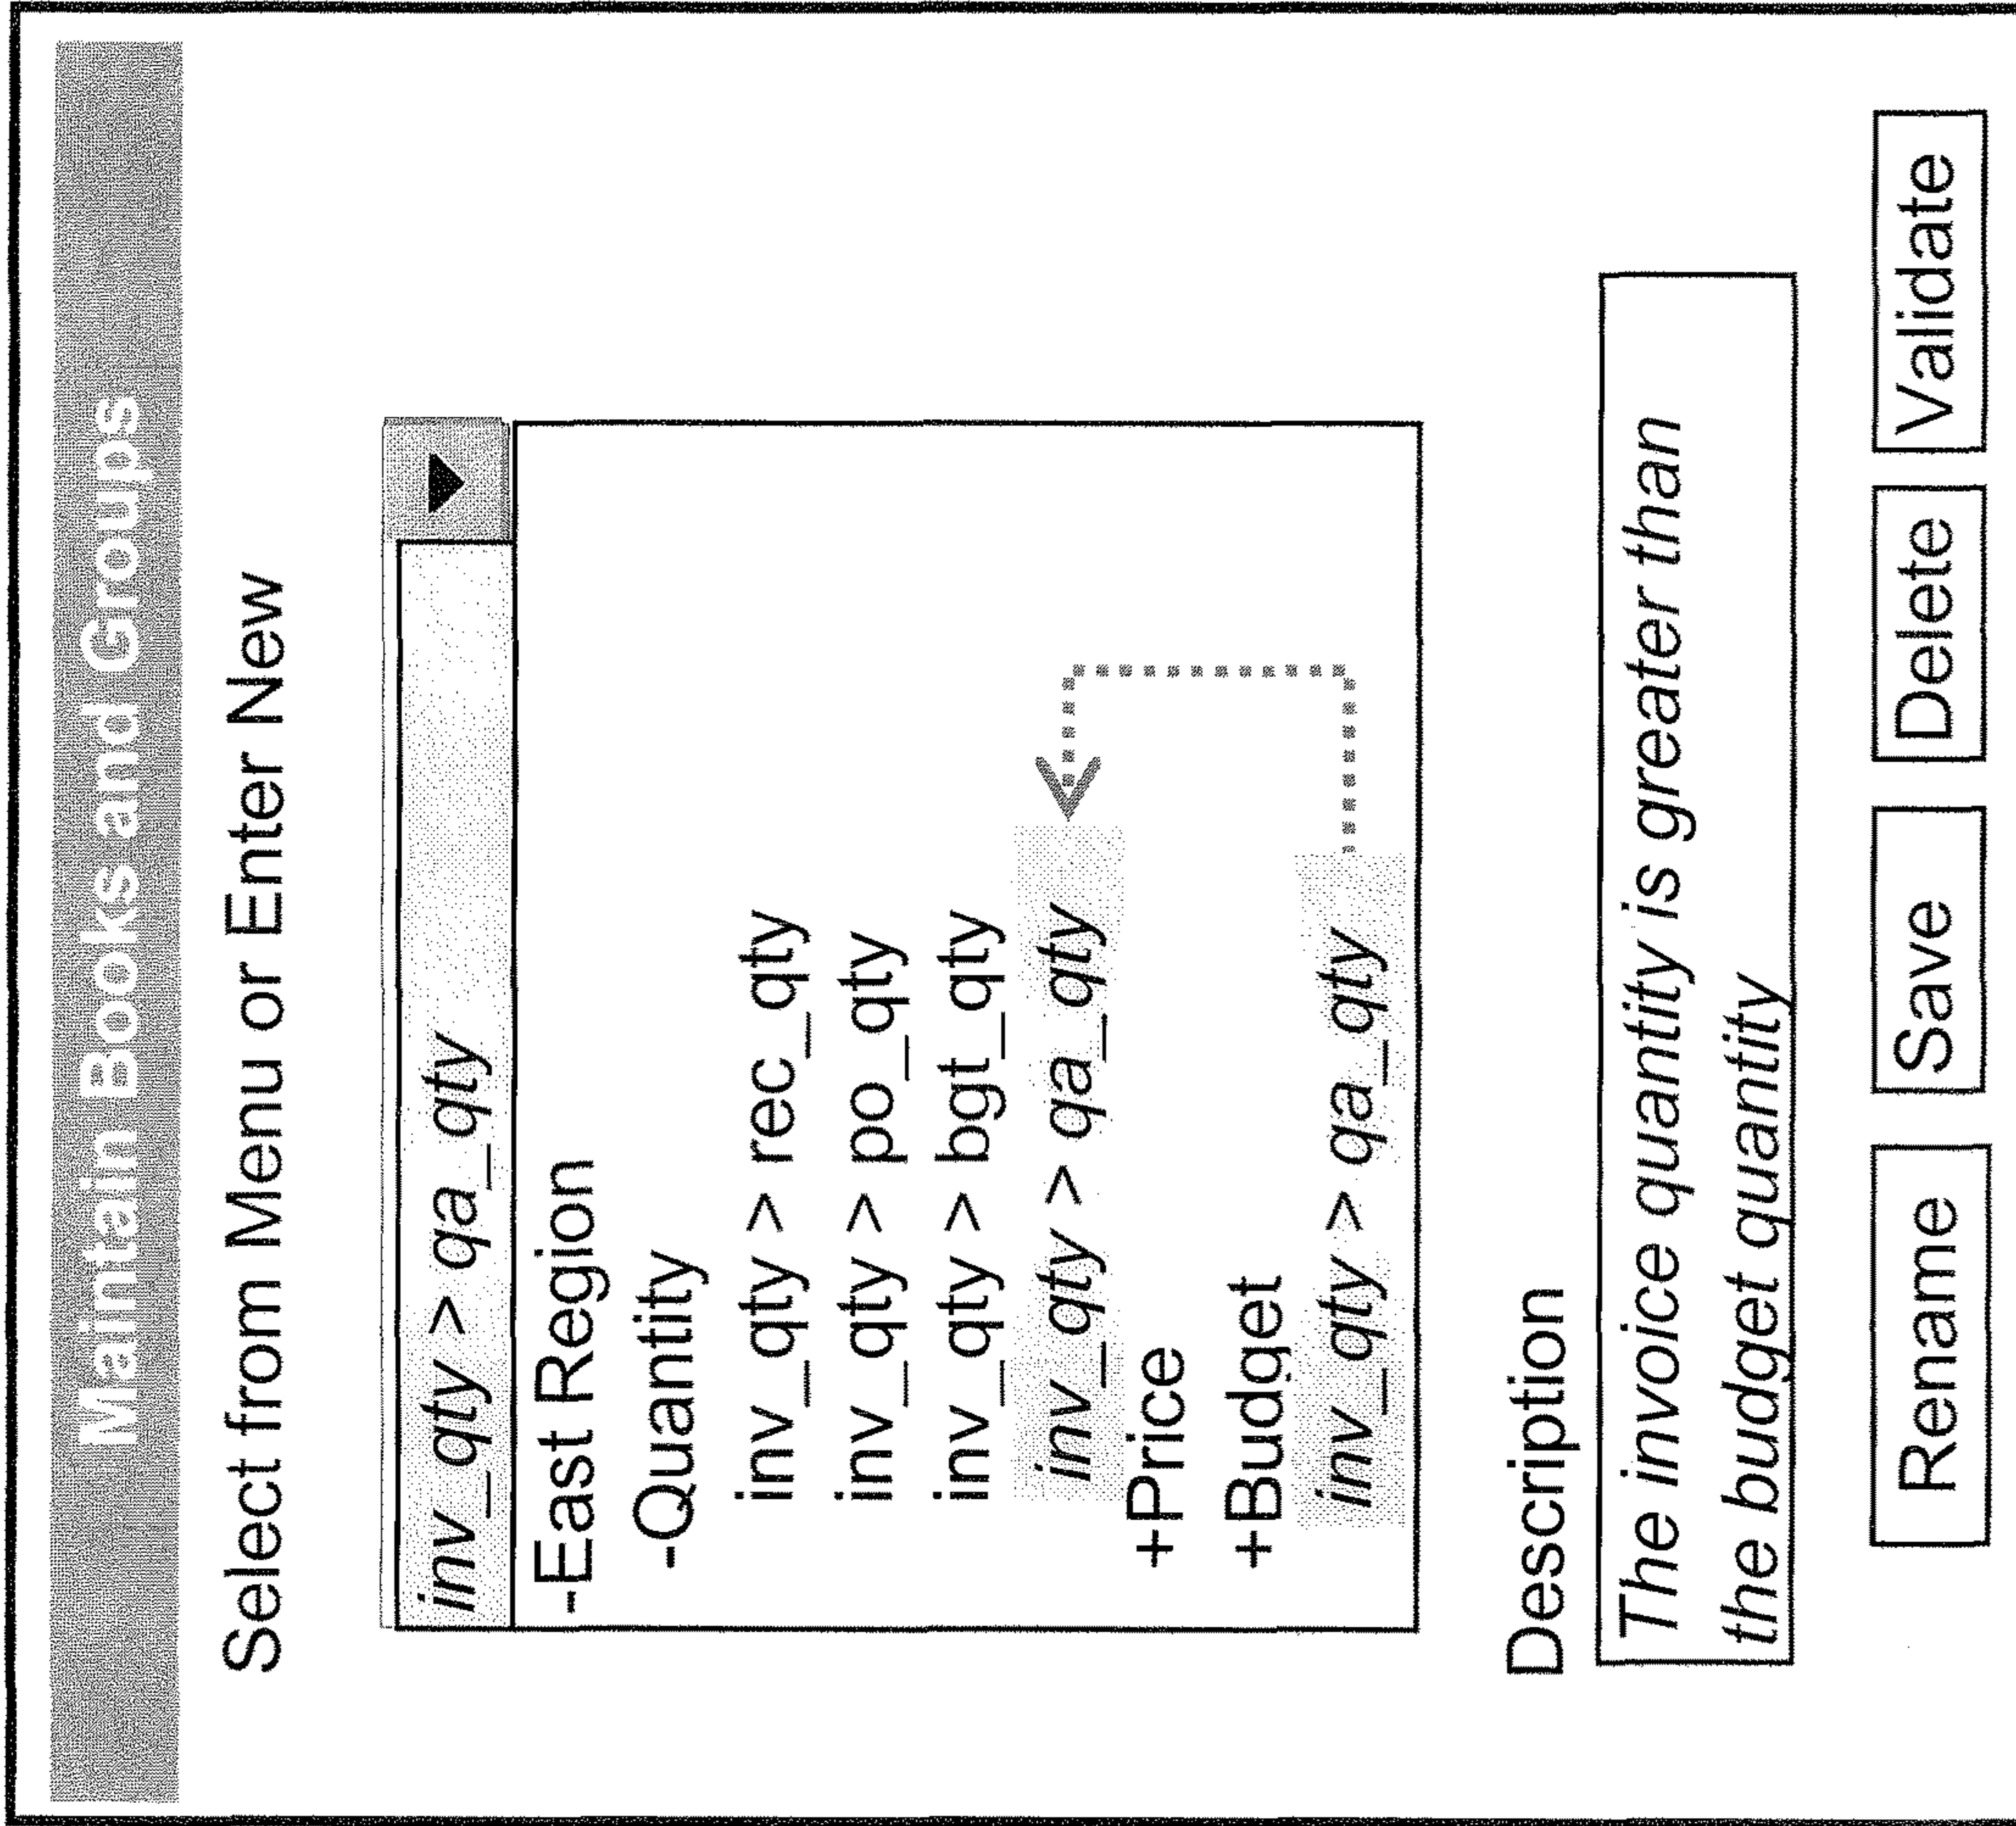 Maintain Books and Groups
Select from Menu or Enter New
inv_qty > qa_qty
-East Region
-Quantity
inv_qty > rec_qty
inv_qty > po_qty
inv_qty > bgt_qty
inv_qty > qa_qty
+Price
+Budget
inv_qty > qa_qty
Description
The invoice quantity is greater than
the budget quantity
Rename Save Delete Validate